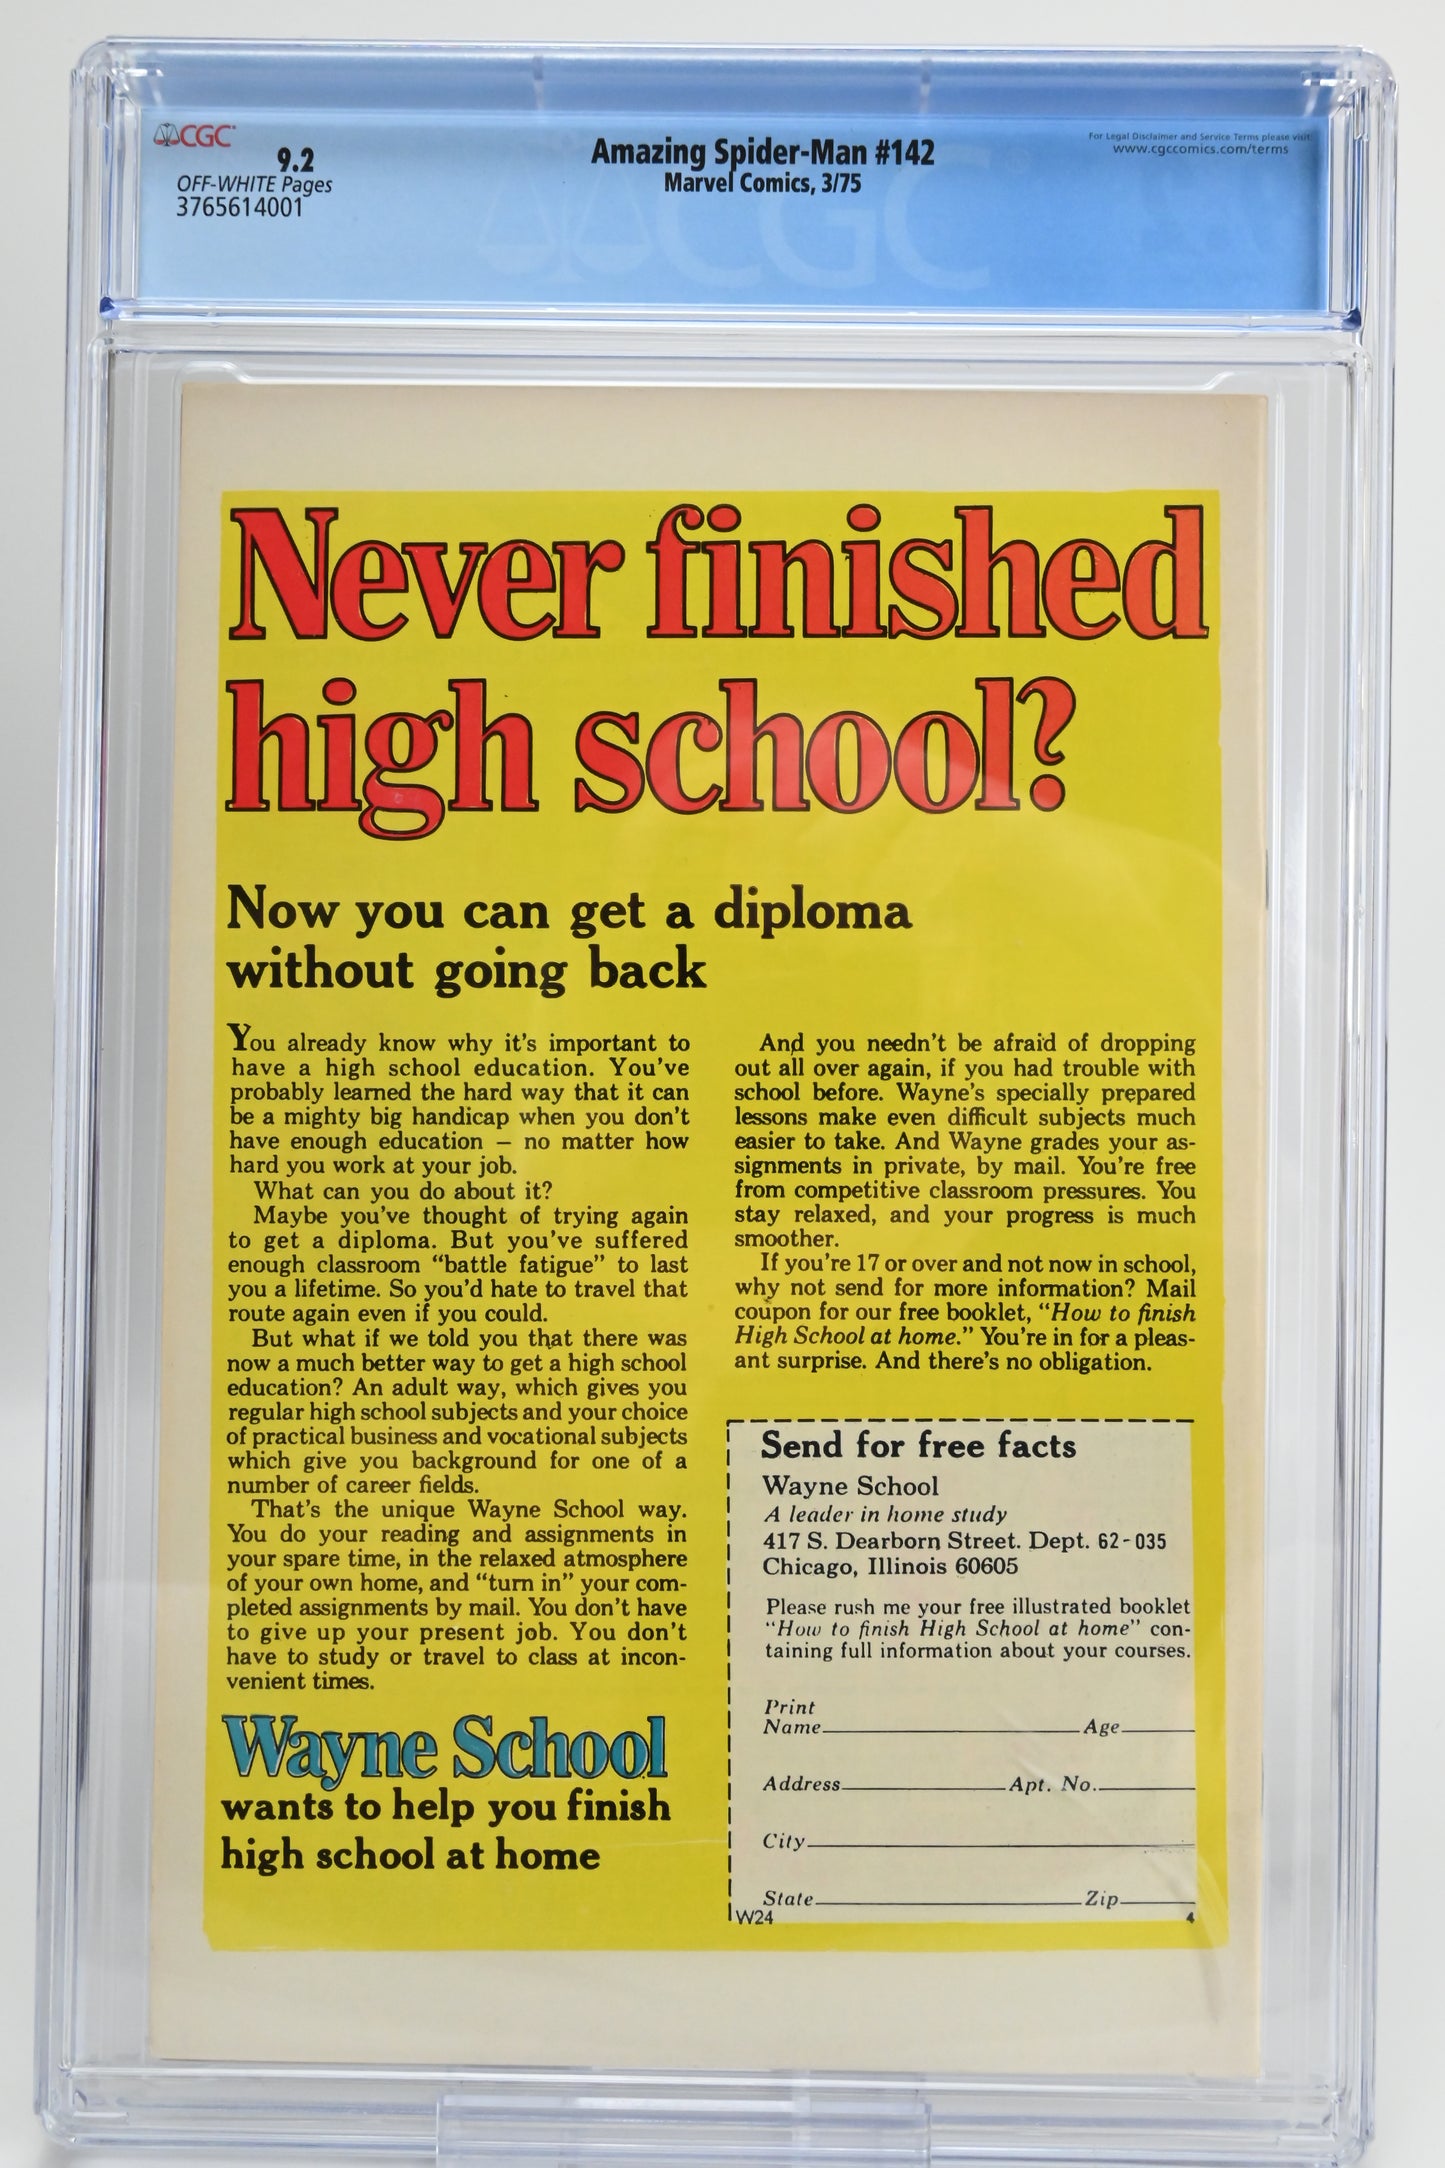 CGC
9.2
OFF-WHITE Pages
3765614001
Amazing Spider-Man #142
Marvel Comics, 3/75
For Legal Disclaimer and Service Terms please visit:
www.cgccomics.com/terms
CGC
Never finished
high school?
Now you can get a diploma
without going back
You already know why it's important to
have a high school education. You've
probably learned the hard way that it can
be a mighty big handicap when you don't
have enough education – no matter how
hard you work at your job.
What can you do about it?
Maybe you've thought of trying again
to get a diploma. But you've suffered
enough classroom "battle fatigue" to last
you a lifetime. So you'd hate to travel that
route again even if you could.
But what if we told you that there was
now a much better way to get a high school
education? An adult way, which gives you
regular high school subjects and your choice
of practical business and vocational subjects
which give you background for one of a
number of career fields.
That's the unique Wayne School way.
You do your reading and assignments in
your spare time, in the relaxed atmosphere
of your own home, and "turn in" your com-
pleted assignments by mail. You don't have
to give up your present job. You don't
have to study or travel to class at incon-
venient times.
Wayne School
wants to help you finish
high school at home
And you needn't be afraid of dropping
out all over again, if you had trouble with
school before. Wayne's specially prepared
lessons make even difficult subjects much
easier to take. And Wayne grades your as-
signments in private, by mail. You're free
from competitive classroom pressures. You
stay relaxed, and your progress is much
smoother.
If you're 17 or over and not now in school,
why not send for more information? Mail
coupon for our free booklet, "How to finish
High School at home." You're in for a pleas-
ant surprise. And there's no obligation.
Send for free facts
Wayne School
A leader in home study
417 S. Dearborn Street. Dept. 62-035
Chicago, Illinois 60605
Please rush me your free illustrated booklet
"How to finish High School at home" con-
taining full information about your courses.
Print
Name Age
Address Apt. No.
City
State Zip
W24 4